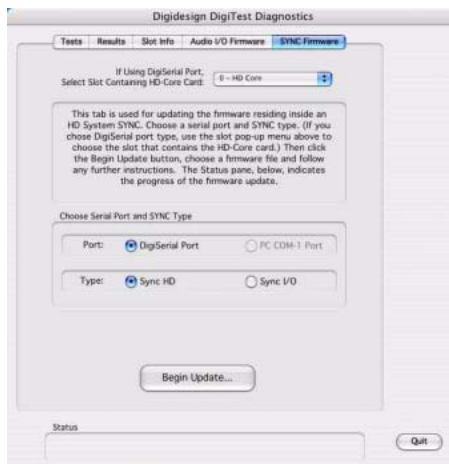 Digidesign DigiTest Diagnostics
Tests Results Slot Info Audio I/O Firmware SYNC Firmware
If Using DigiSerial Port,
Select Slot Containing HD-Core Card:
0 - HD Core
This tab is used for updating the firmware residing inside an
HD System SYNC. Choose a serial port and SYNC type. (If you
chose DigiSerial port type, use the slot pop-up menu above to
choose the slot that contains the HD-Core card.) Then click
the Begin Update button, choose a firmware file and follow
any further instructions. The Status pane, below, indicates
the progress of the firmware update.
Choose Serial Port and SYNC Type
Port: DigiSerial Port PC COM-1 Port
Type: Sync HD Sync I/O
Begin Update...
Status
Quit